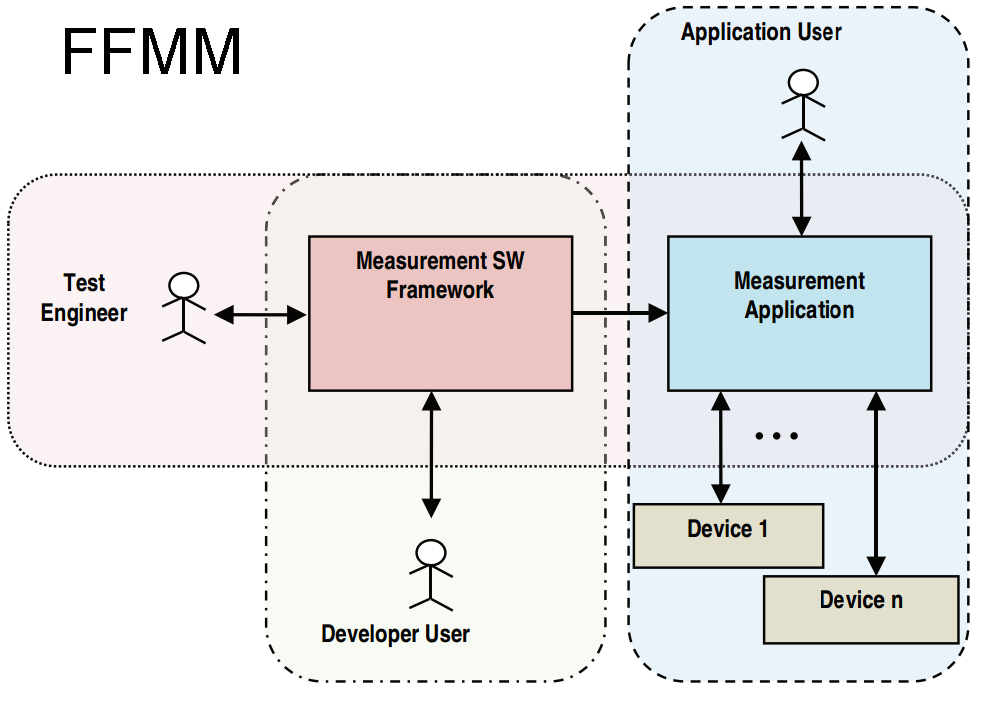 FFMM
Application User
Test
Engineer
Measurement SW
Framework
Measurement
Application
...
Device 1
Device n
Developer User